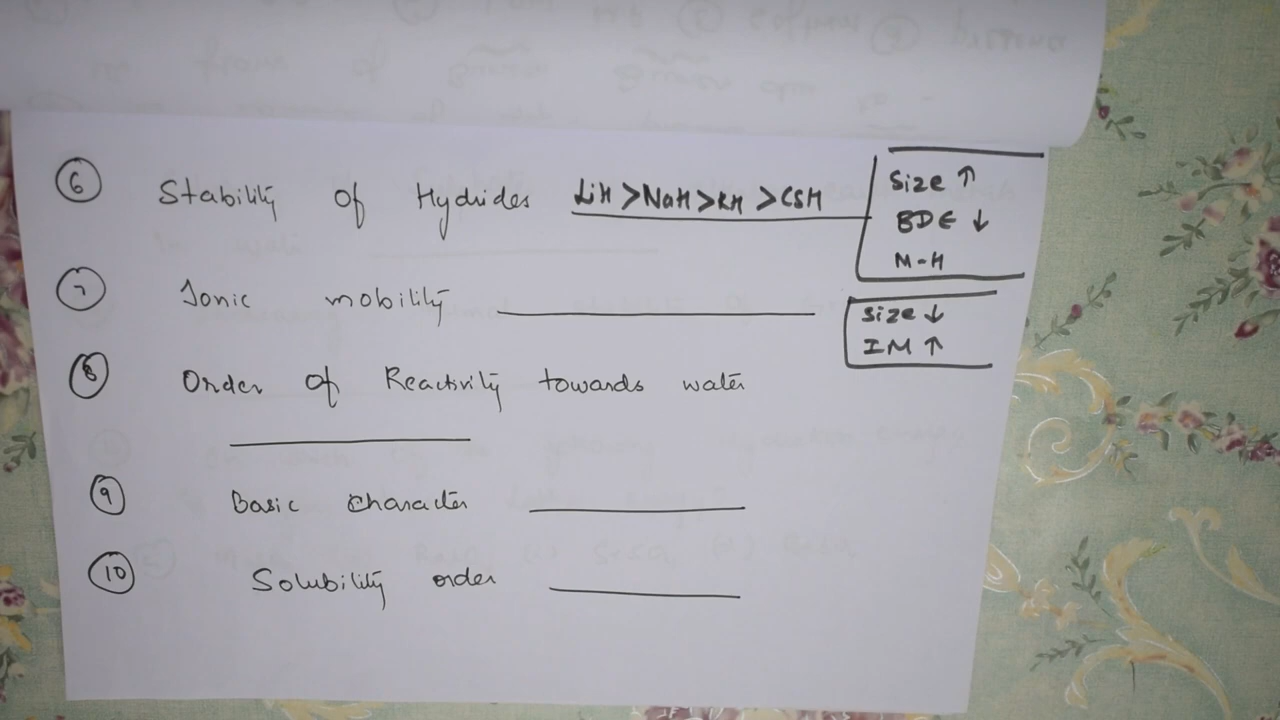 6 Stability of Hydrides LiH > NaH > KH > CSH
Size ↑
BDE ↓
M-H
7 Ionic mobility
Size ↓
IM ↑
8 Order of Reactivity towards water
9 Basic character
10 Solubility order